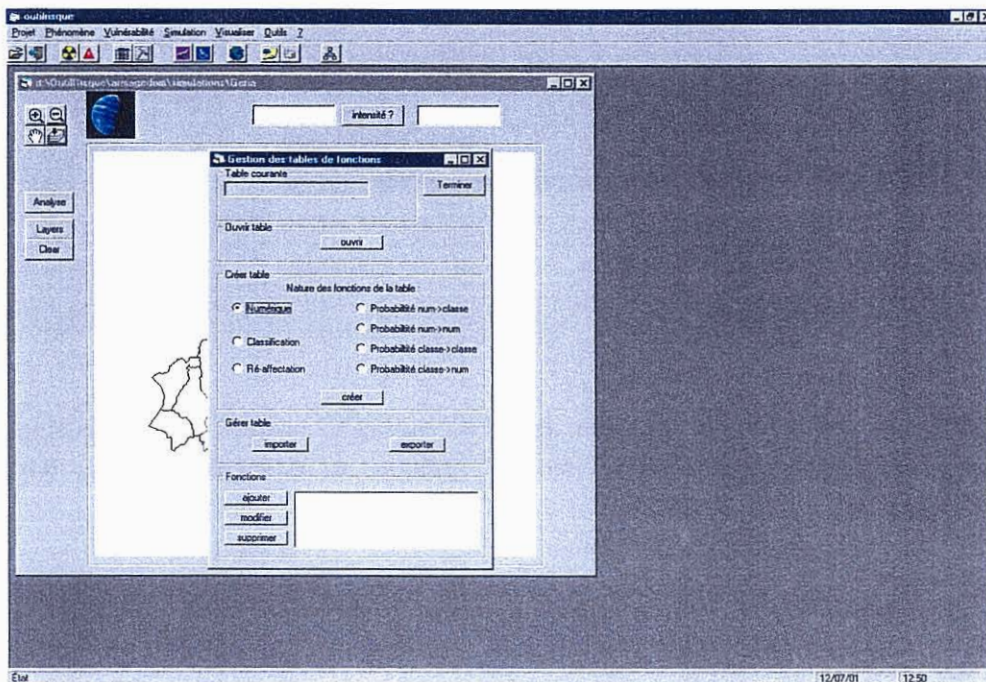 outilrisque
Projet Phénomène Vulnérabilité Simulation Visualiser Outils ?
intensité ?
Analyse
Layers
Clear
Gestion des tables de fonctions
Table courante
Terminer
Ouvrir table
ouvrir
Créer table
Nature des fonctions de la table :
Numérique
Probabilité num->classe
Probabilité num->num
Classification
Probabilité classe->classe
Ré-affectation
Probabilité classe->num
créer
Gérer table
importer exporter
Fonctions
ajouter
modifier
supprimer
État 12/07/01 12:50